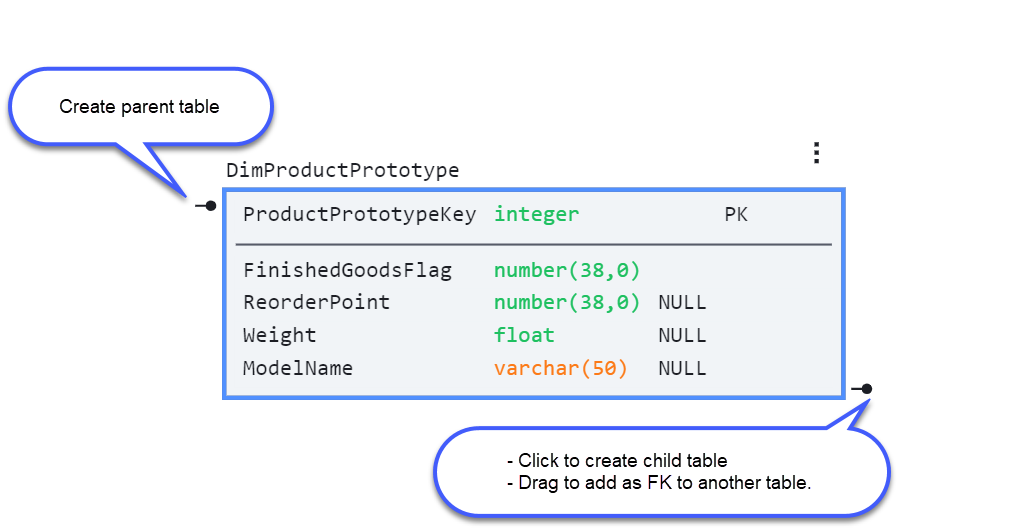 Create parent table
DimProductPrototype
ProductPrototypeKey integer PK
FinishedGoodsFlag number(38,0)
ReorderPoint number(38,0) NULL
Weight float NULL
ModelName varchar(50) NULL
- Click to create child table
- Drag to add as FK to another table.